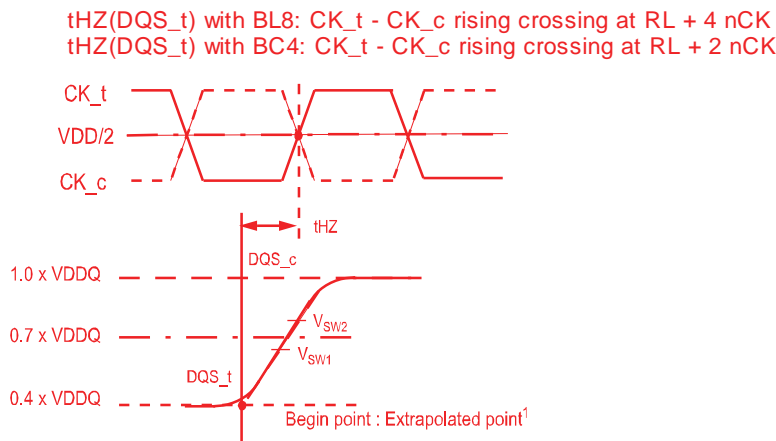 tHZ(DQS_t) with BL8: CK_t - CK_c rising crossing at RL + 4 nCK
tHZ(DQS_t) with BC4: CK_t - CK_c rising crossing at RL + 2 nCK
CK_t
VDD/2
CK_c
tHZ
DQS_c
1.0 x VDDQ
VSW2
0.7 x VDDQ
VSW1
DQS_t
0.4 x VDDQ
Begin point : Extrapolated point1